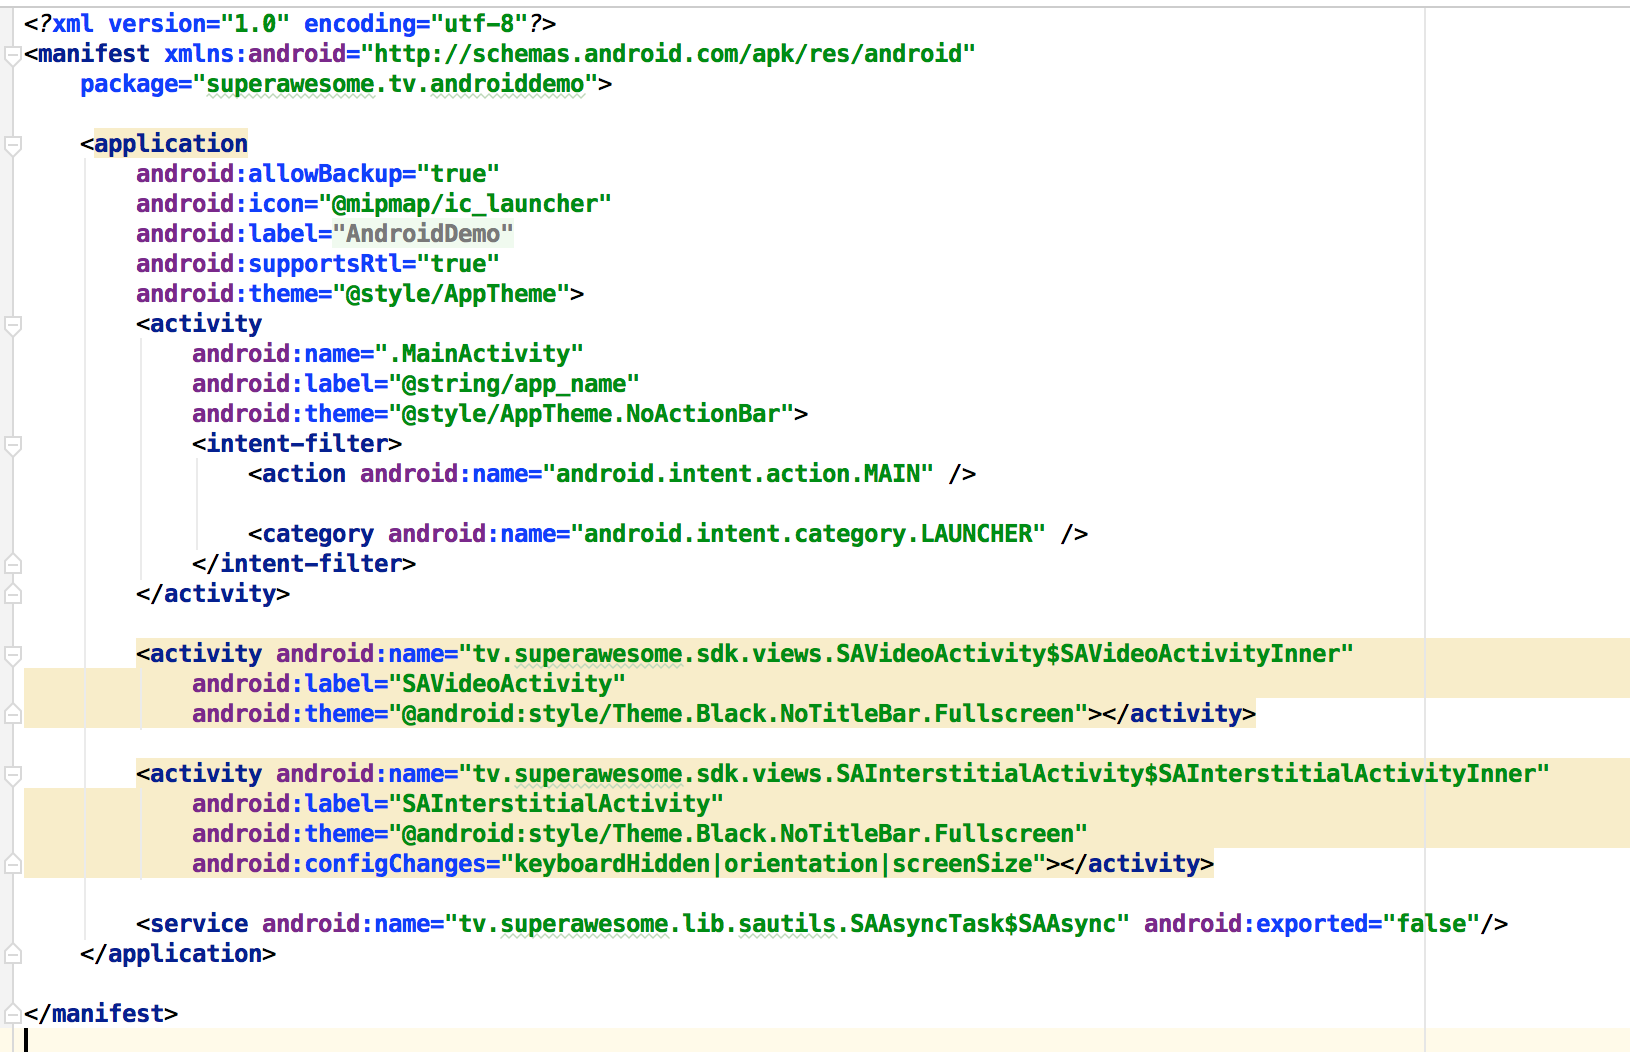 <?xml version="1.0" encoding="utf-8"?>
<manifest xmlns:android="http://schemas.android.com/apk/res/android"
    package="superawesome.tv.androiddemo">

    <application
        android:allowBackup="true"
        android:icon="@mipmap/ic_launcher"
        android:label="AndroidDemo"
        android:supportsRtl="true"
        android:theme="@style/AppTheme">
        <activity
            android:name=".MainActivity"
            android:label="@string/app_name"
            android:theme="@style/AppTheme.NoActionBar">
            <intent-filter>
                <action android:name="android.intent.action.MAIN" />

                <category android:name="android.intent.category.LAUNCHER" />
            </intent-filter>
        </activity>

        <activity android:name="tv.superawesome.sdk.views.SAVideoActivity$SAVideoActivityInner"
            android:label="SAVideoActivity"
            android:theme="@android:style/Theme.Black.NoTitleBar.Fullscreen"></activity>

        <activity android:name="tv.superawesome.sdk.views.SAInterstitialActivity$SAInterstitialActivityInner"
            android:label="SAInterstitialActivity"
            android:theme="@android:style/Theme.Black.NoTitleBar.Fullscreen"
            android:configChanges="keyboardHidden|orientation|screenSize"></activity>

        <service android:name="tv.superawesome.lib.sautils.SAAsyncTask$SAAsync" android:exported="false"/>
    </application>

</manifest>